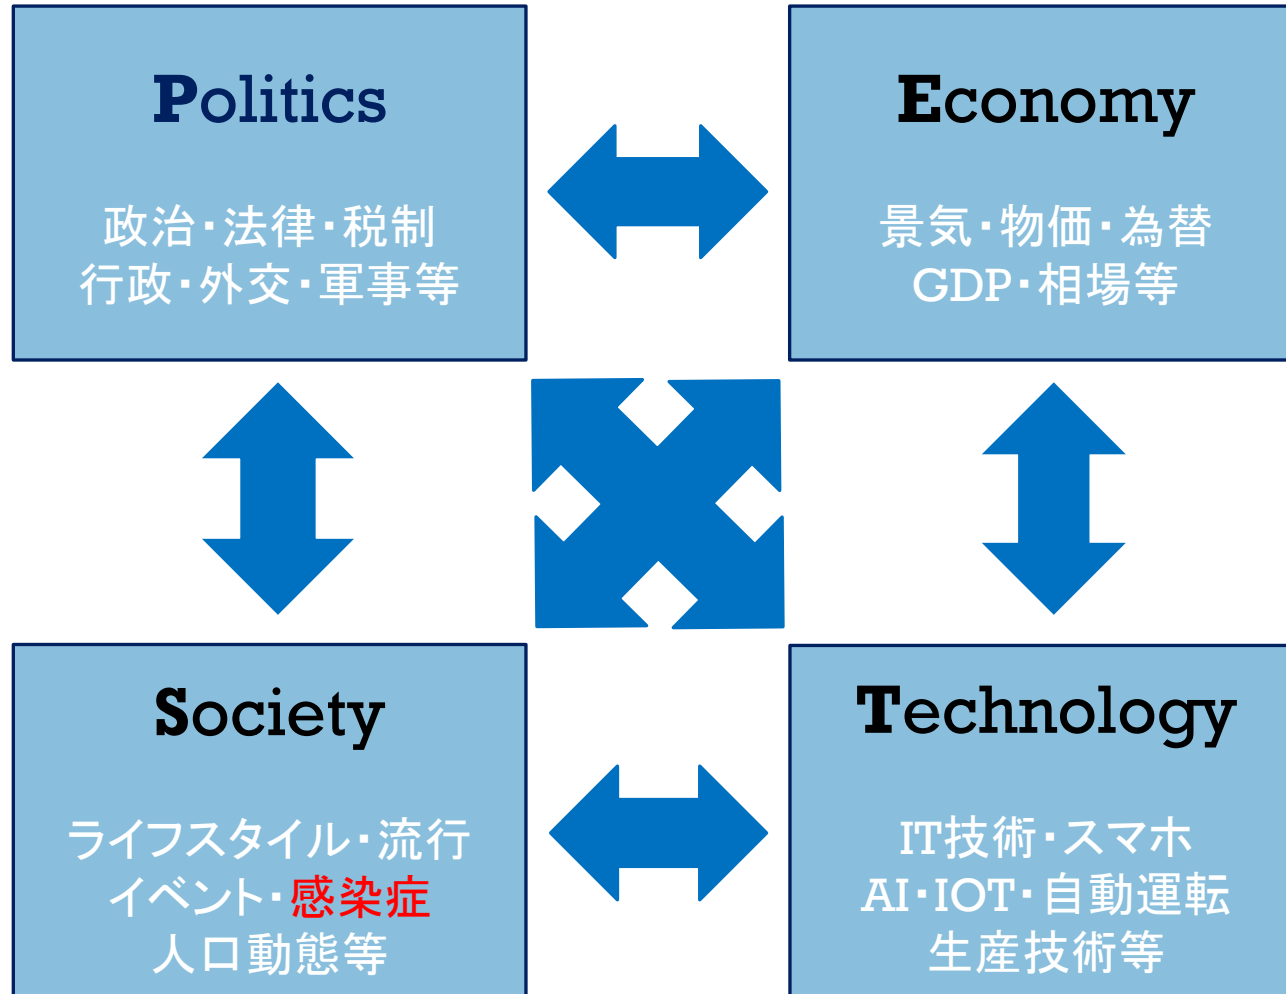 Politics
政治・法律・税制
行政・外交・軍事等
Economy
景気・物価・為替
GDP・相場等
Society
ライフスタイル・流行
イベント・感染症
人口動態等
Technology
IT技術・スマホ
AI・IOT・自動運転
生産技術等